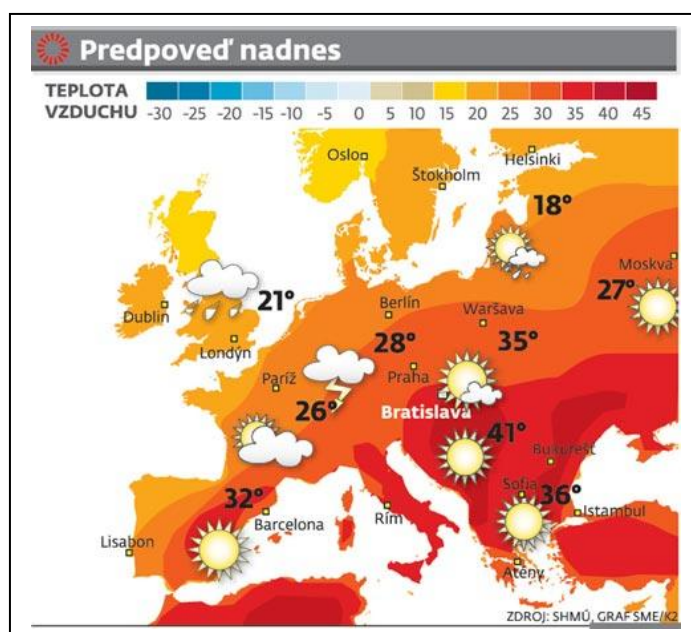 Predpoveď nadnes
TEPLOTA
VZDUCHU
-30 -25 -20 -15 -10 -5 0 5 10 15 20 25 30 35 40 45
Oslo
Helsinki
Štokholm
18°
Moskva
21°
27°
Dublin
Berlín
Varšava
Londýn
28°
35°
Paríž
Praha
26°
Bratislava
41°
Bukurešť
32°
Sofia
36°
Barcelona
Rím
Istambul
Lisabon
Atény
ZDROJ: SHMÚ, GRAF SME/K2